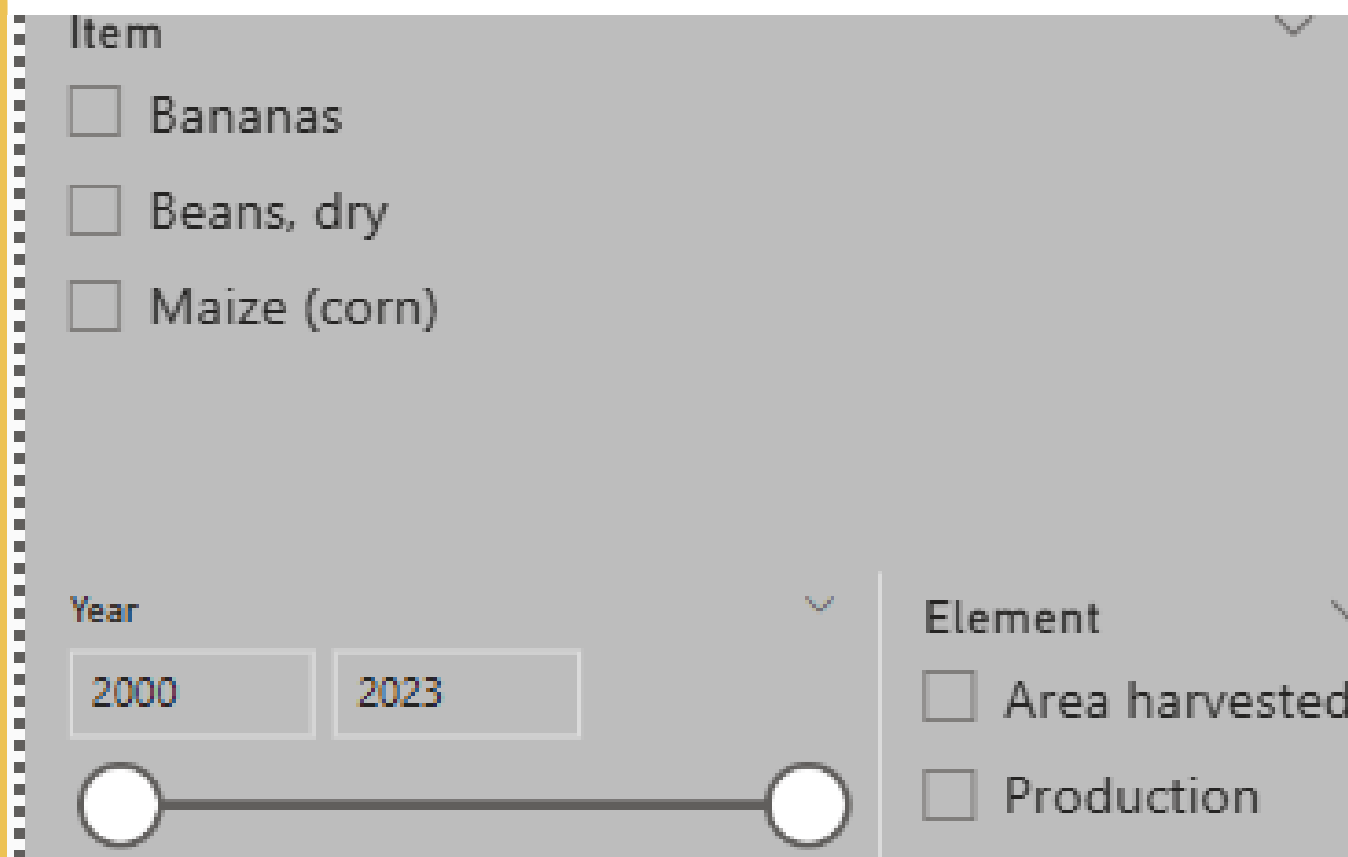 Item
Bananas
Beans, dry
Maize (corn)
Year
2000
2023
Element
Area harvested
Production